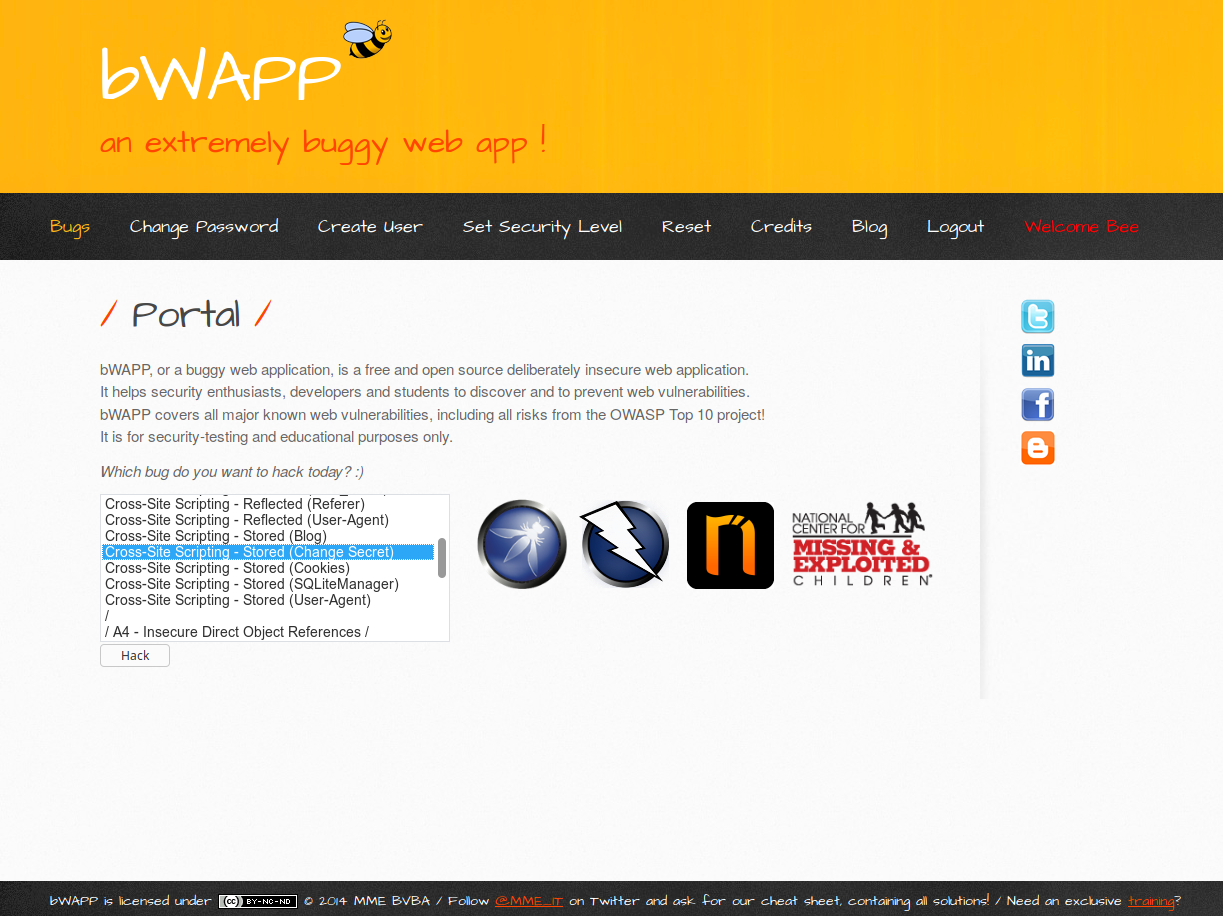 bWAPP
an extremely buggy web app !
Bugs Change Password Create User Set Security Level Reset Credits Blog Logout Welcome Bee
/ Portal /
bWAPP, or a buggy web application, is a free and open source deliberately insecure web application.
It helps security enthusiasts, developers and students to discover and to prevent web vulnerabilities.
bWAPP covers all major known web vulnerabilities, including all risks from the OWASP Top 10 project!
It is for security-testing and educational purposes only.
Which bug do you want to hack today? :)
Cross-Site Scripting - Reflected (Referer)
Cross-Site Scripting - Reflected (User-Agent)
Cross-Site Scripting - Stored (Blog)
Cross-Site Scripting - Stored (Change Secret)
Cross-Site Scripting - Stored (Cookies)
Cross-Site Scripting - Stored (SQLiteManager)
Cross-Site Scripting - Stored (User-Agent)
/
/ A4 - Insecure Direct Object References /
Hack
NATIONAL
CENTER FOR
MISSING &
EXPLOITED
CHILDREN®
bWAPP is licensed under (cc) BY-NC-ND © 2014 MME BVBA / Follow @MME_IT on Twitter and ask for our cheat sheet, containing all solutions! / Need an exclusive training?